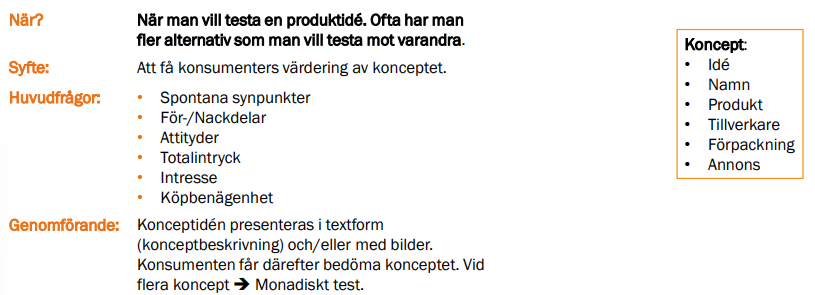 När?
När man vill testa en produktidé. Ofta har man
fler alternativ som man vill testa mot varandra.
Syfte:
Att få konsumenters värdering av konceptet.
Huvudfrågor:
• Spontana synpunkter
• För-/Nackdelar
• Attityder
• Totalintryck
• Intresse
• Köpbenägenhet
Genomförande:
Konceptidén presenteras i textform
(konceptbeskrivning) och/eller med bilder.
Konsumenten får därefter bedöma konceptet. Vid
flera koncept ➔ Monadiskt test.
Koncept:
• Idé
• Namn
• Produkt
• Tillverkare
• Förpackning
• Annons